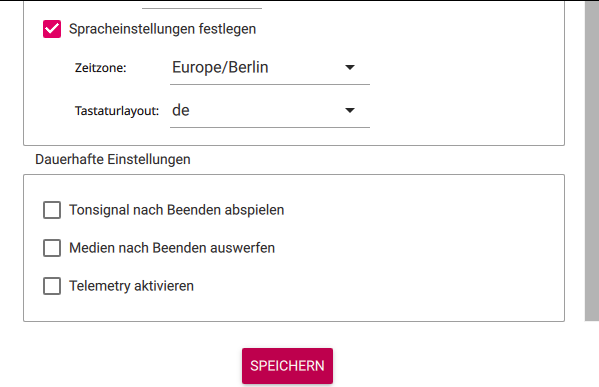 Spracheinstellungen festlegen
Zeitzone: Europe/Berlin
Tastaturlayout: de
Dauerhafte Einstellungen
Tonsignal nach Beenden abspielen
Medien nach Beenden auswerfen
Telemetry aktivieren
SPEICHERN